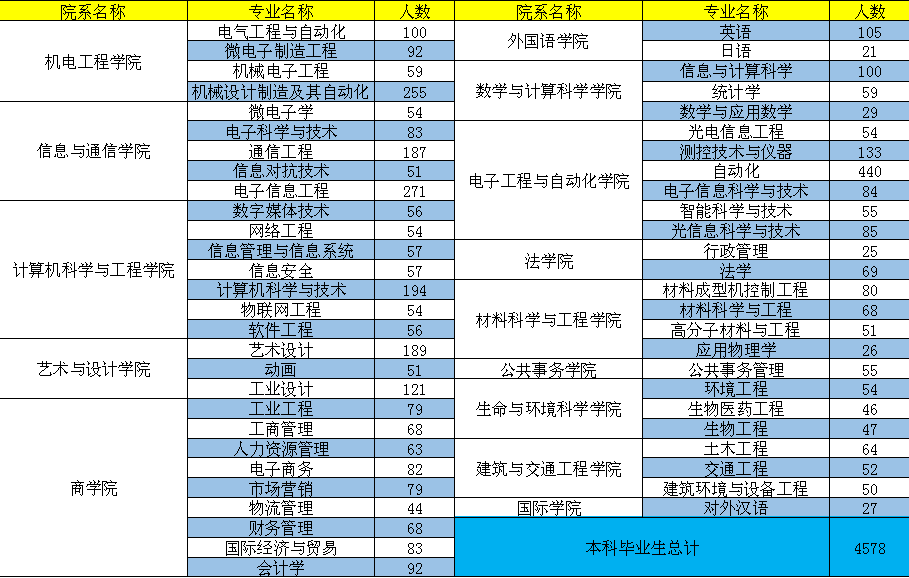 院系名称 专业名称 人数 院系名称 专业名称 人数
机电工程学院
电气工程与自动化 100
微电子制造工程 92
机械电子工程 59
机械设计制造及其自动化 255
信息与通信学院
微电子学 54
电子科学与技术 83
通信工程 187
信息对抗技术 51
电子信息工程 271
计算机科学与工程学院
数字媒体技术 56
网络工程 54
信息管理与信息系统 57
信息安全 57
计算机科学与技术 194
物联网工程 54
软件工程 56
艺术与设计学院
艺术设计 189
动画 51
工业设计 121
商学院
工业工程 79
工商管理 68
人力资源管理 63
电子商务 82
市场营销 79
物流管理 44
财务管理 68
国际经济与贸易 83
会计学 92
外国语学院
英语 105
日语 21
数学与计算科学学院
信息与计算科学 100
统计学 59
数学与应用数学 29
电子工程与自动化学院
光电信息工程 54
测控技术与仪器 133
自动化 440
电子信息科学与技术 84
智能科学与技术 55
光信息科学与技术 85
法学院
行政管理 25
法学 69
材料科学与工程学院
材料成型机控制工程 80
材料科学与工程 68
高分子材料与工程 51
应用物理学 26
公共事务学院
公共事务管理 55
生命与环境科学学院
环境工程 54
生物医药工程 46
生物工程 47
建筑与交通工程学院
土木工程 64
交通工程 52
建筑环境与设备工程 50
国际学院
对外汉语 27
本科毕业生总计 4578